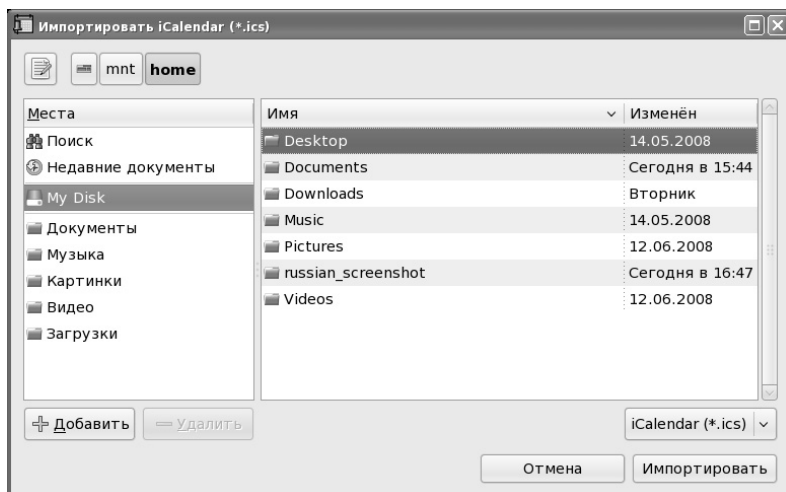 Импортировать iCalendar (*.ics)
mnt home
Места
Поиск
Недавние документы
My Disk
Документы
Музыка
Картинки
Видео
Загрузки
Имя Изменён
Desktop 14.05.2008
Documents Сегодня в 15:44
Downloads Вторник
Music 14.05.2008
Pictures 12.06.2008
russian_screenshot Сегодня в 16:47
Videos 12.06.2008
Добавить Удалить iCalendar (*.ics)
Отмена Импортировать